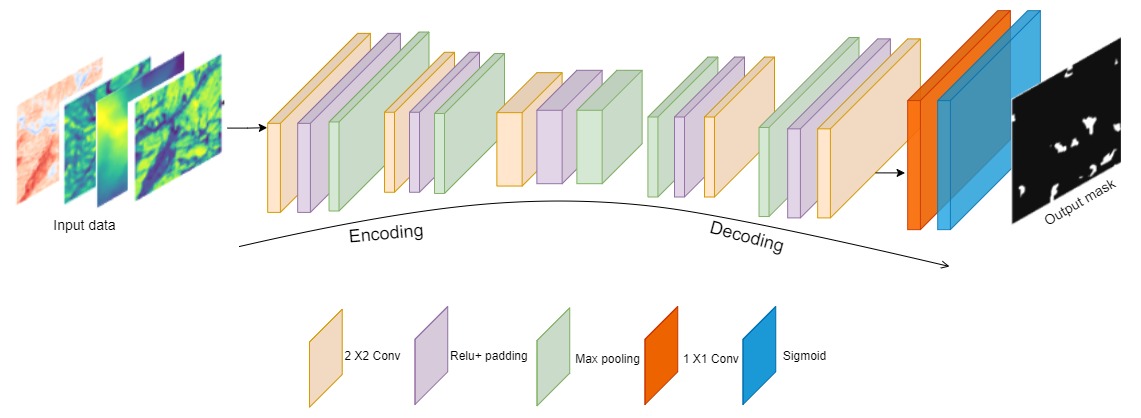 Input data
Encoding
Decoding
Output mask
2 X2 Conv
Relu+ padding
Max pooling
1 X1 Conv
Sigmoid